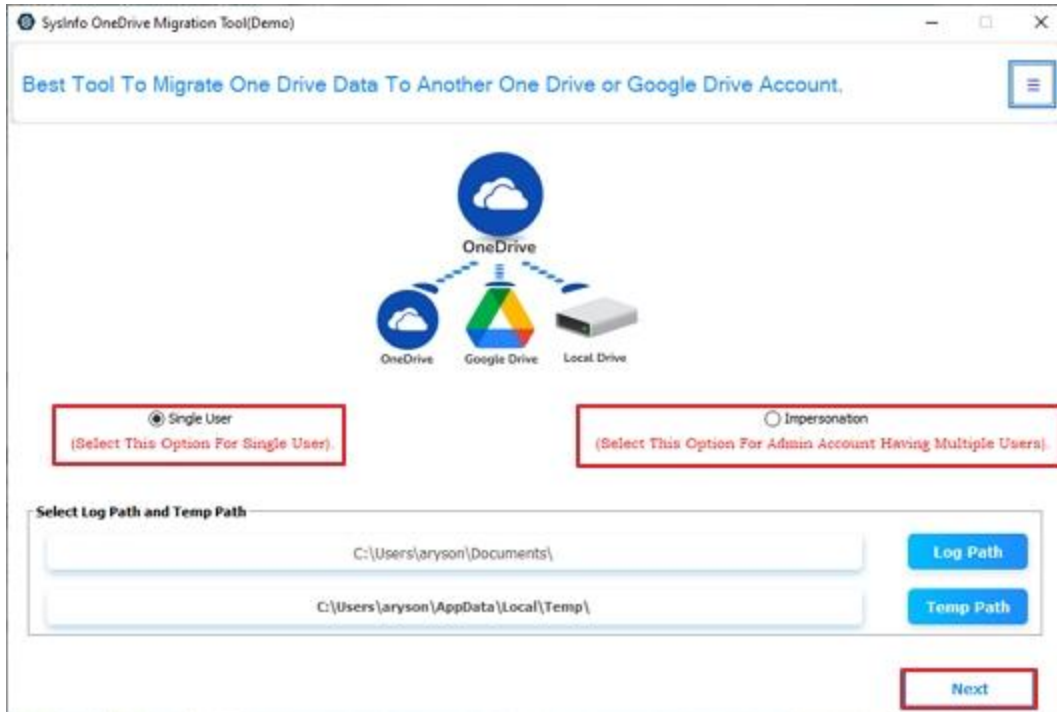 SysInfo OneDrive Migration Tool(Demo)
Best Tool To Migrate One Drive Data To Another One Drive or Google Drive Account.
OneDrive
OneDrive
Google Drive
Local Drive
Single User
(Select This Option For Single User).
Impersonation
(Select This Option For Admin Account Having Multiple Users).
Select Log Path and Temp Path
C:\Users\aryson\Documents\
Log Path
C:\Users\aryson\AppData\Local\Temp\
Temp Path
Next